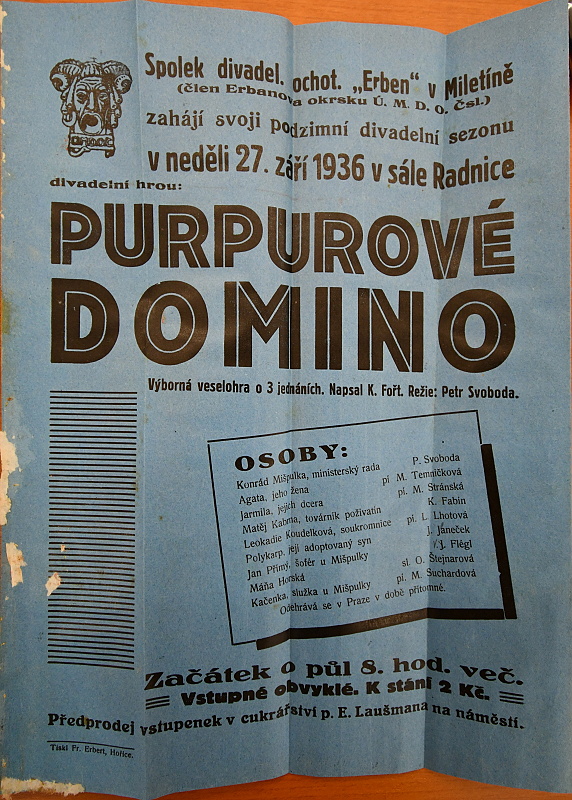 Spolek divadel. ochot. „Erben" v Miletíně
(člen Erbanova okrsku Ú. M. D. O. Čsl.)
zahájí svoji podzimní divadelní sezonu
v neděli 27. září 1936 v sále Radnice
divadelní hrou:
PURPUROVÉ
DOMINO
Výborná veselohra o 3 jednáních. Napsal K. Fořt. Režie: Petr Svoboda.
OSOBY:
Konrád Mišpulka, ministerský rada P. Svoboda
Agata, jeho žena pí M. Temníčková
Jarmila, jejich dcera pí. M. Stránská
Matěj Kabrna, továrník poživatin K. Fabin
Leokadie Koudelková, soukromnice pí. L. Lhotová
Polykarp, její adoptovaný syn J. Janeček
Jan Přímý, šofér u Mišpulky J. Flégl
Máňa Horská sl. O. Štejnarová
Kačenka, služka u Mišpulky pí. M. Suchardová
Odehrává se v Praze v době přítomné.
Začátek o půl 8. hod. več.
Vstupné obvyklé. K stání 2 Kč.
Předprodej vstupenek v cukrářství p. E. Laušmana na náměstí.
Tiskl Fr. Erbert, Hořice.